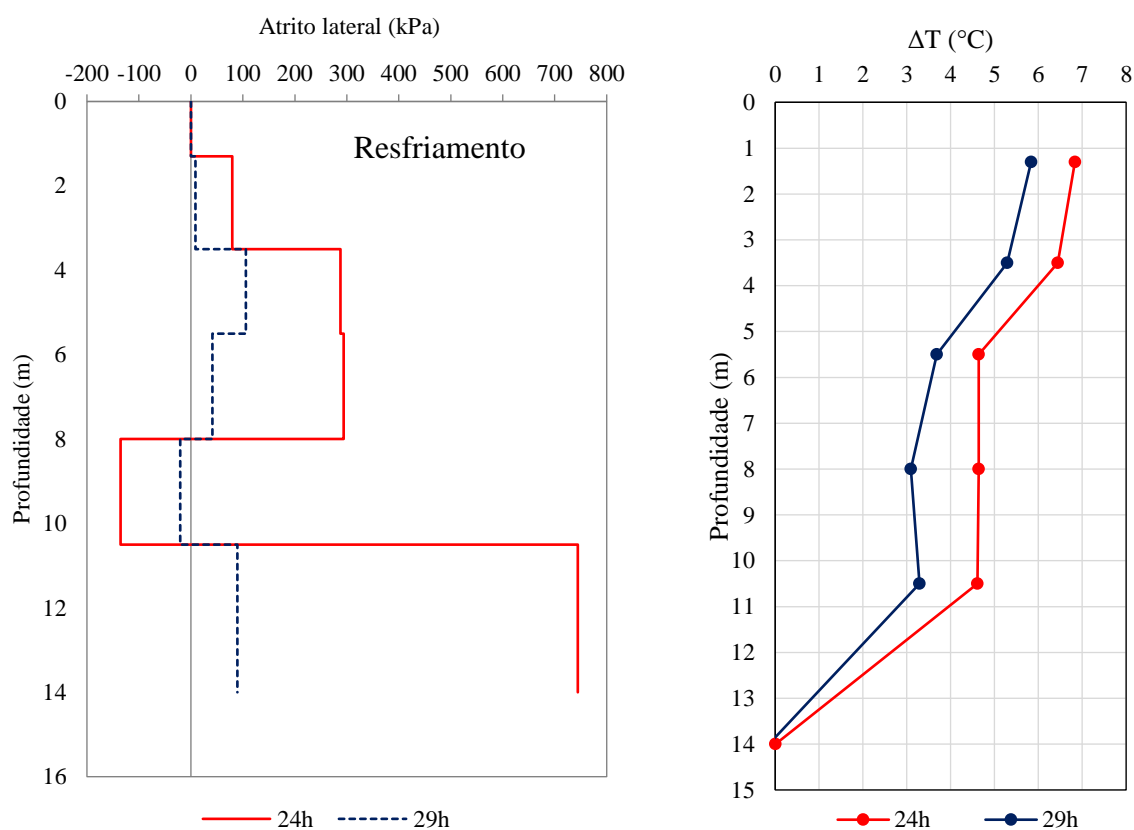 Atrito lateral (kPa)
-200 -100 0 100 200 300 400 500 600 700 800
0
2
4
6
8
10
12
14
16
Profundidade (m)
Resfriamento
24h 29h
ΔT (°C)
0 1 2 3 4 5 6 7 8
0
1
2
3
4
5
6
7
8
9
10
11
12
13
14
15
Profundidade (m)
24h 29h